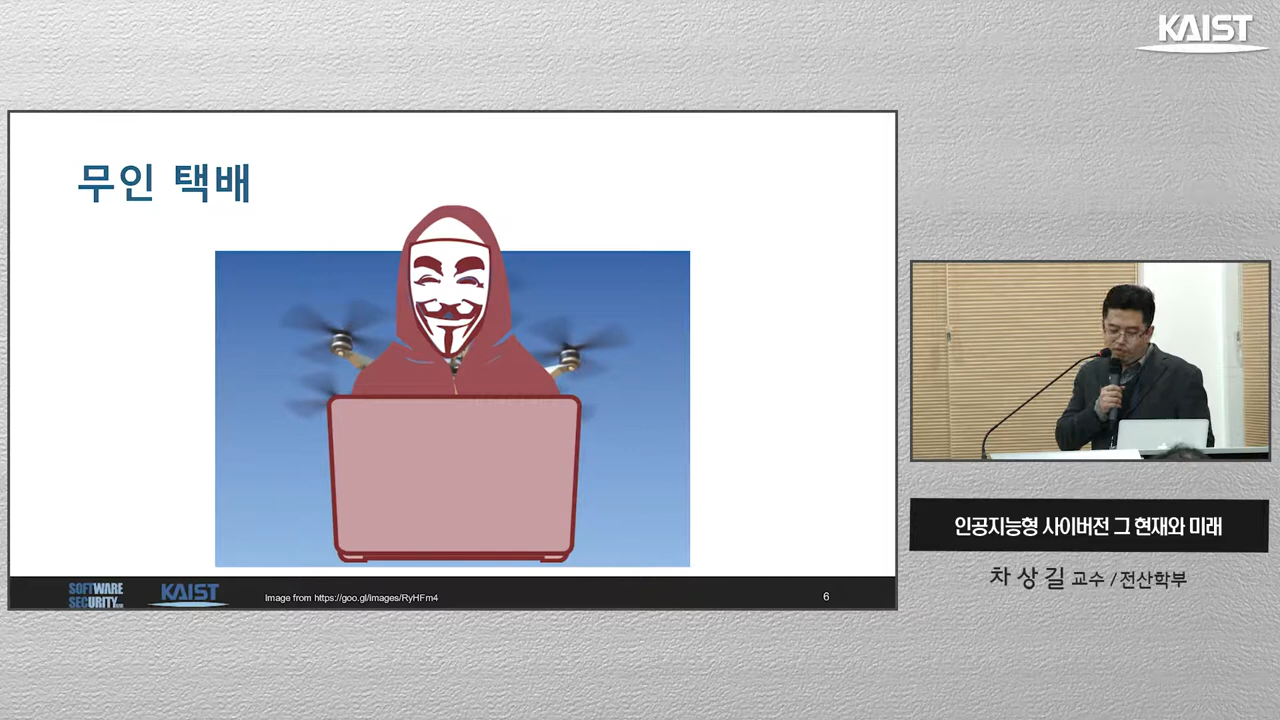 KAIST
무인 택배
SOFTWARE
SECURITY
KAIST
Image from https://goo.gl/images/RyHFm4
6
인공지능형 사이버전 그 현재와 미래
차상길 교수 / 전산학부